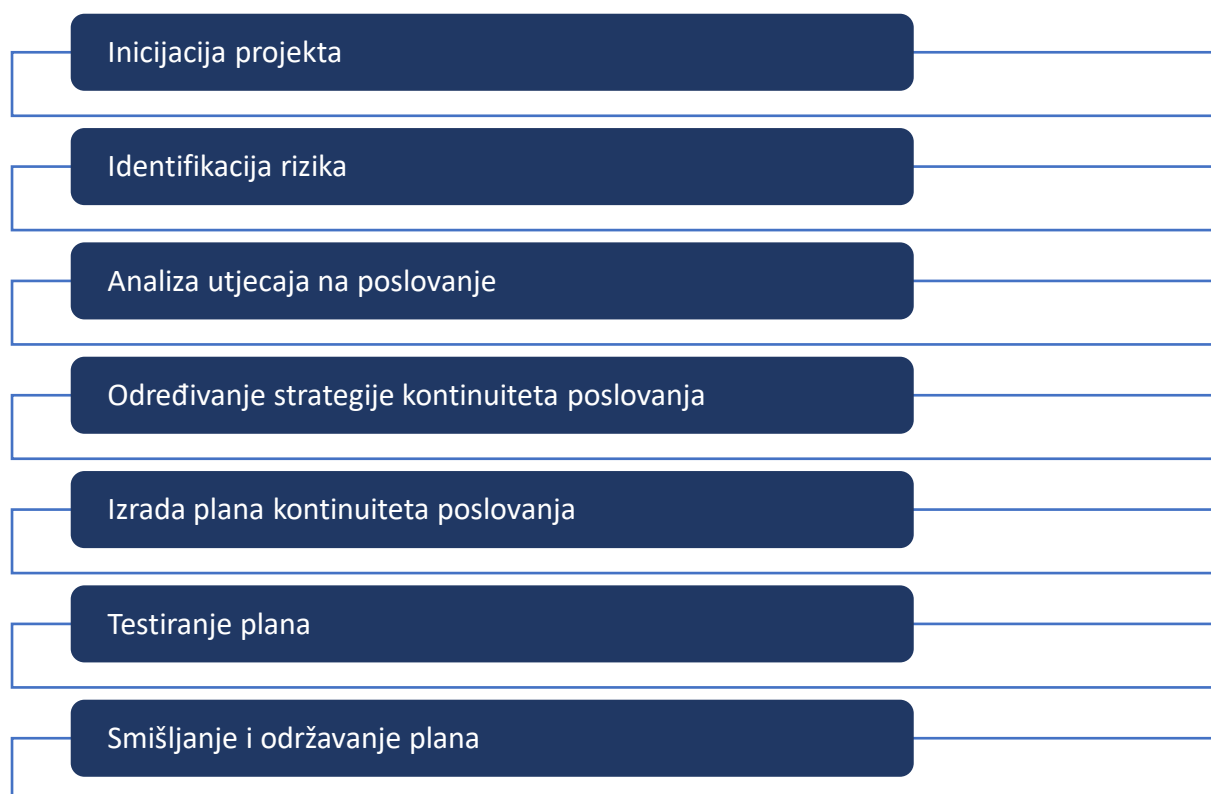 Inicijacija projekta
Identifikacija rizika
Analiza utjecaja na poslovanje
Određivanje strategije kontinuiteta poslovanja
Izrada plana kontinuiteta poslovanja
Testiranje plana
Smišljanje i održavanje plana